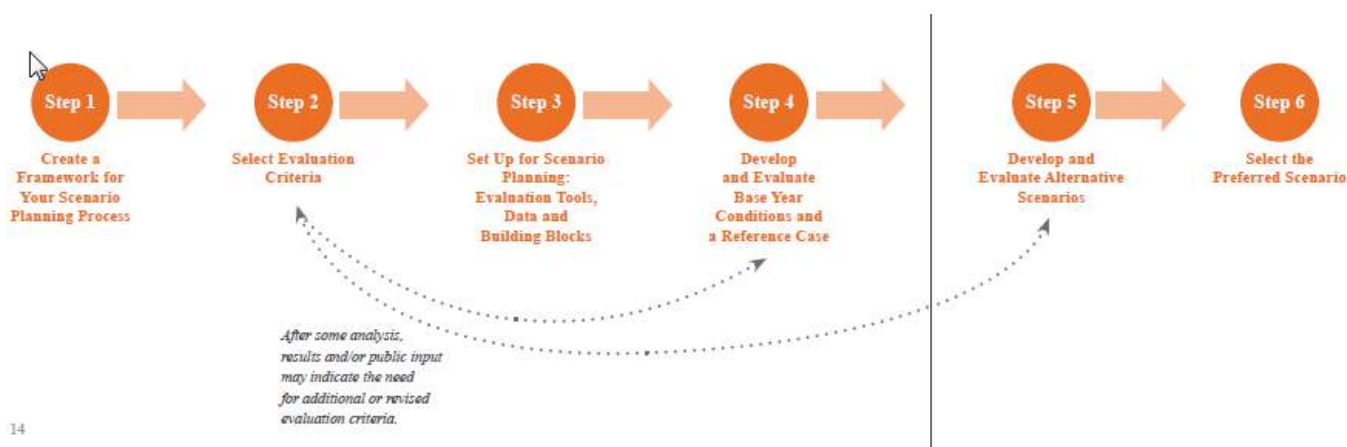 Step 1
Create a
Framework for
Your Scenario
Planning Process
Step 2
Select Evaluation
Criteria
Step 3
Set Up for Scenario
Planning:
Evaluation Tools,
Data and
Building Blocks
Step 4
Develop
and Evaluate
Base Year
Conditions and
a Reference Case
Step 5
Develop and
Evaluate Alternative
Scenarios
Step 6
Select the
Preferred Scenario
After some analysis,
results and/or public input
may indicate the need
for additional or revised
evaluation criteria.
14